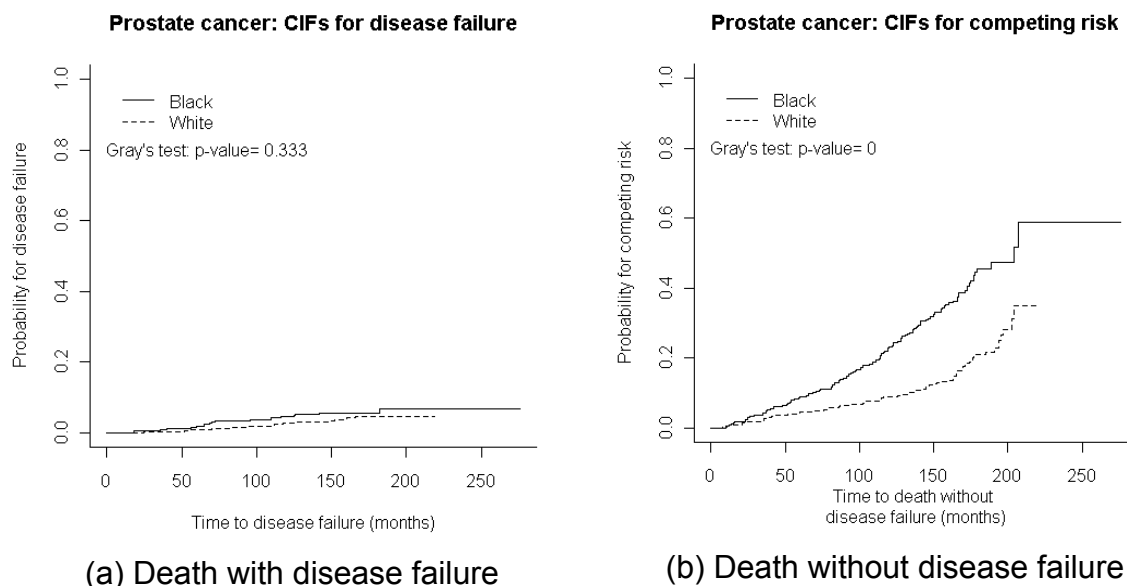 Prostate cancer: CIFs for disease failure
Probability for disease failure
1.0
0.8
0.6
0.4
0.2
0.0
Black
White
Gray's test: p-value= 0.333
0 50 100 150 200 250
Time to disease failure (months)
(a) Death with disease failure
Prostate cancer: CIFs for competing risk
Probability for competing risk
1.0
0.8
0.6
0.4
0.2
0.0
Black
White
Gray's test: p-value= 0
0 50 100 150 200 250
Time to death without
disease failure (months)
(b) Death without disease failure